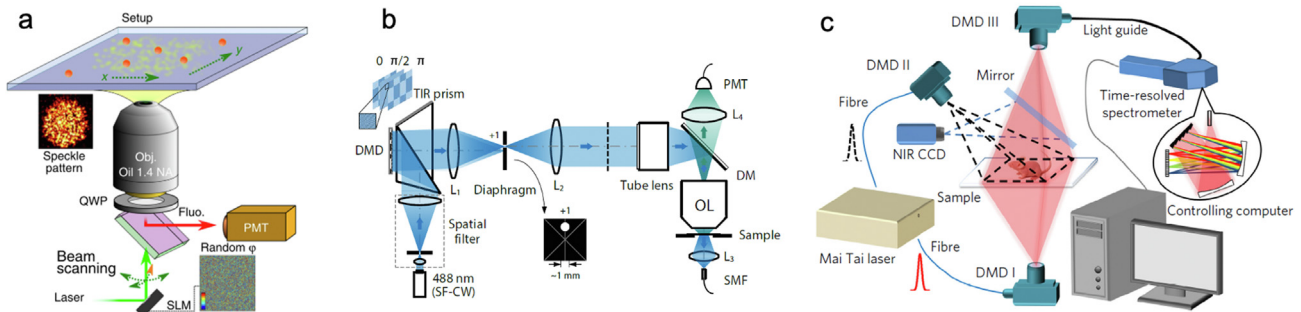 a
Setup
x
y
Speckle
pattern
Obj.
Oil 1.4 NA
QWP
Fluo.
PMT
Beam
scanning
Random φ
Laser
SLM
b
0 π/2 π
TIR prism
DMD
L1
+1
Diaphragm
L2
Tube lens
PMT
L4
DM
OL
Sample
L3
SMF
Spatial
filter
488 nm
(SF-CW)
+1
~1 mm
c
DMD III
Light guide
DMD II
Mirror
Fibre
Time-resolved
spectrometer
NIR CCD
Sample
Controlling computer
Mai Tai laser
Fibre
DMD I